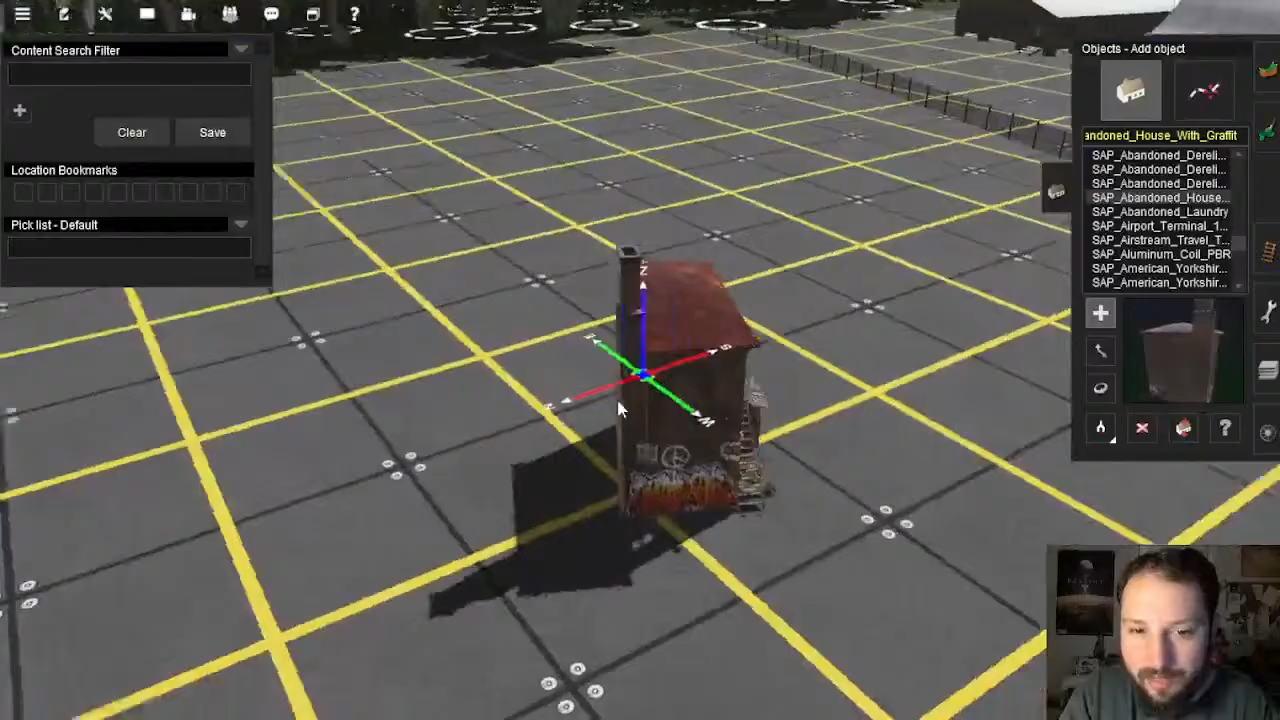 Content Search Filter
Clear
Save
Location Bookmarks
Pick list - Default
Objects - Add object
andoned_House_With_Graffit
SAP_Abandoned_Dereli...
SAP_Abandoned_Dereli...
SAP_Abandoned_Dereli...
SAP_Abandoned_House...
SAP_Abandoned_Laundry
SAP_Airport_Terminal_1...
SAP_Airstream_Travel_T...
SAP_Aluminum_Coil_PBR
SAP_American_Yorkshir...
SAP_American_Yorkshir...
N
S
W
DESTINY